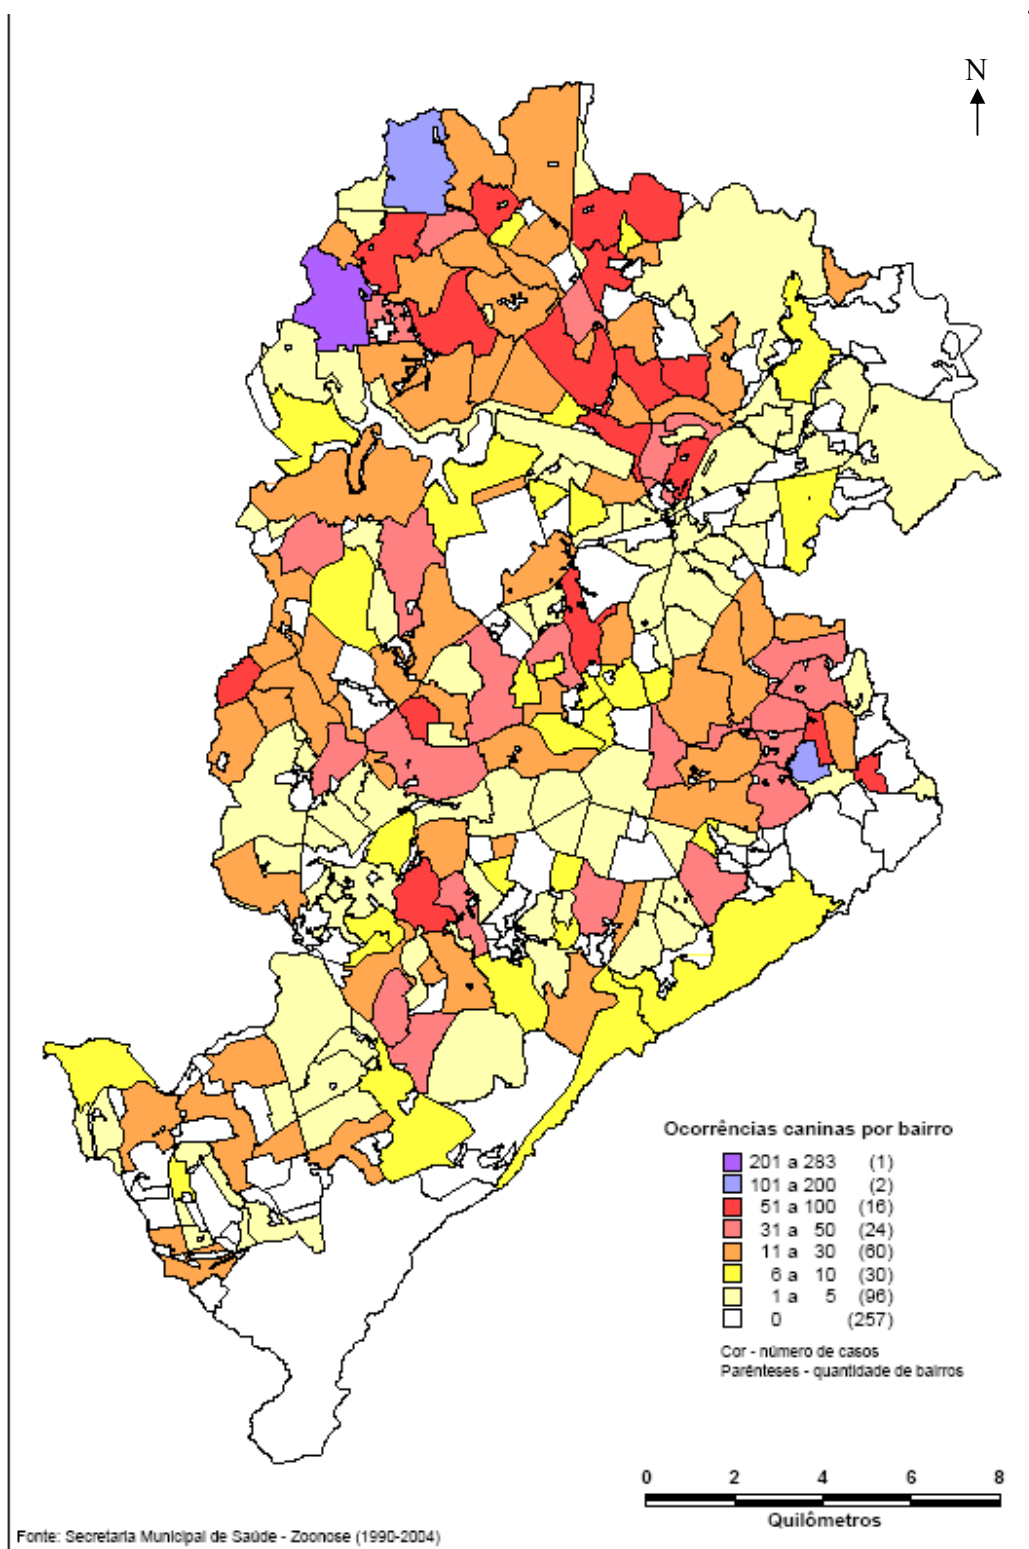 N
Ocorrências caninas por bairro
201 a 283 (1)
101 a 200 (2)
51 a 100 (16)
31 a 50 (24)
11 a 30 (60)
6 a 10 (30)
1 a 5 (96)
0 (257)
Cor - número de casos
Parênteses - quantidade de bairros
0 2 4 6 8
Quilômetros
Fonte: Secretaria Municipal de Saúde - Zoonose (1990-2004)